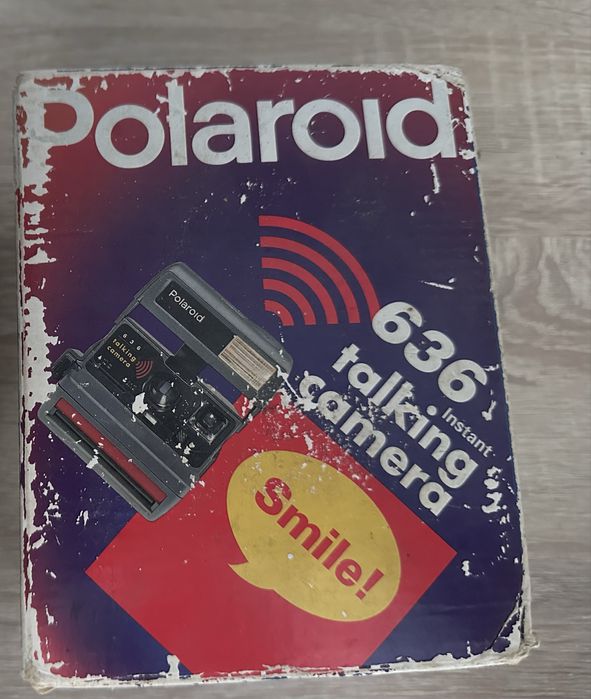 Polaroid
636
Instant
talking
camera
Polaroid
636
talking
camera
Smile!